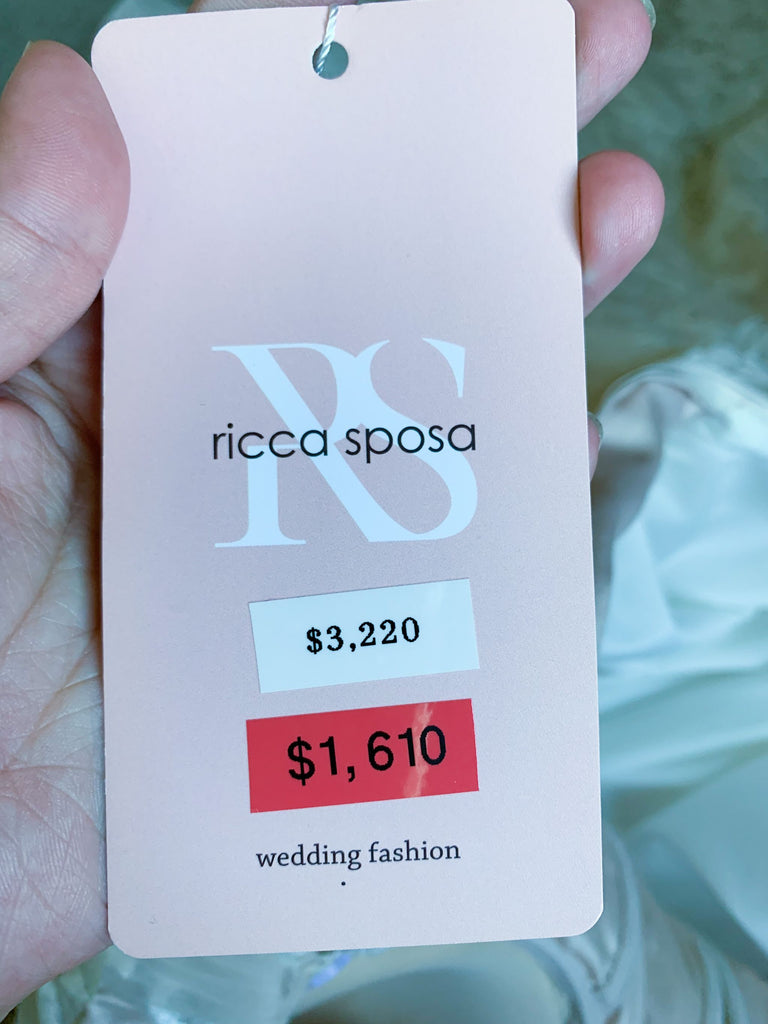 RS
ricca sposa
$3,220
$1,610
wedding fashion